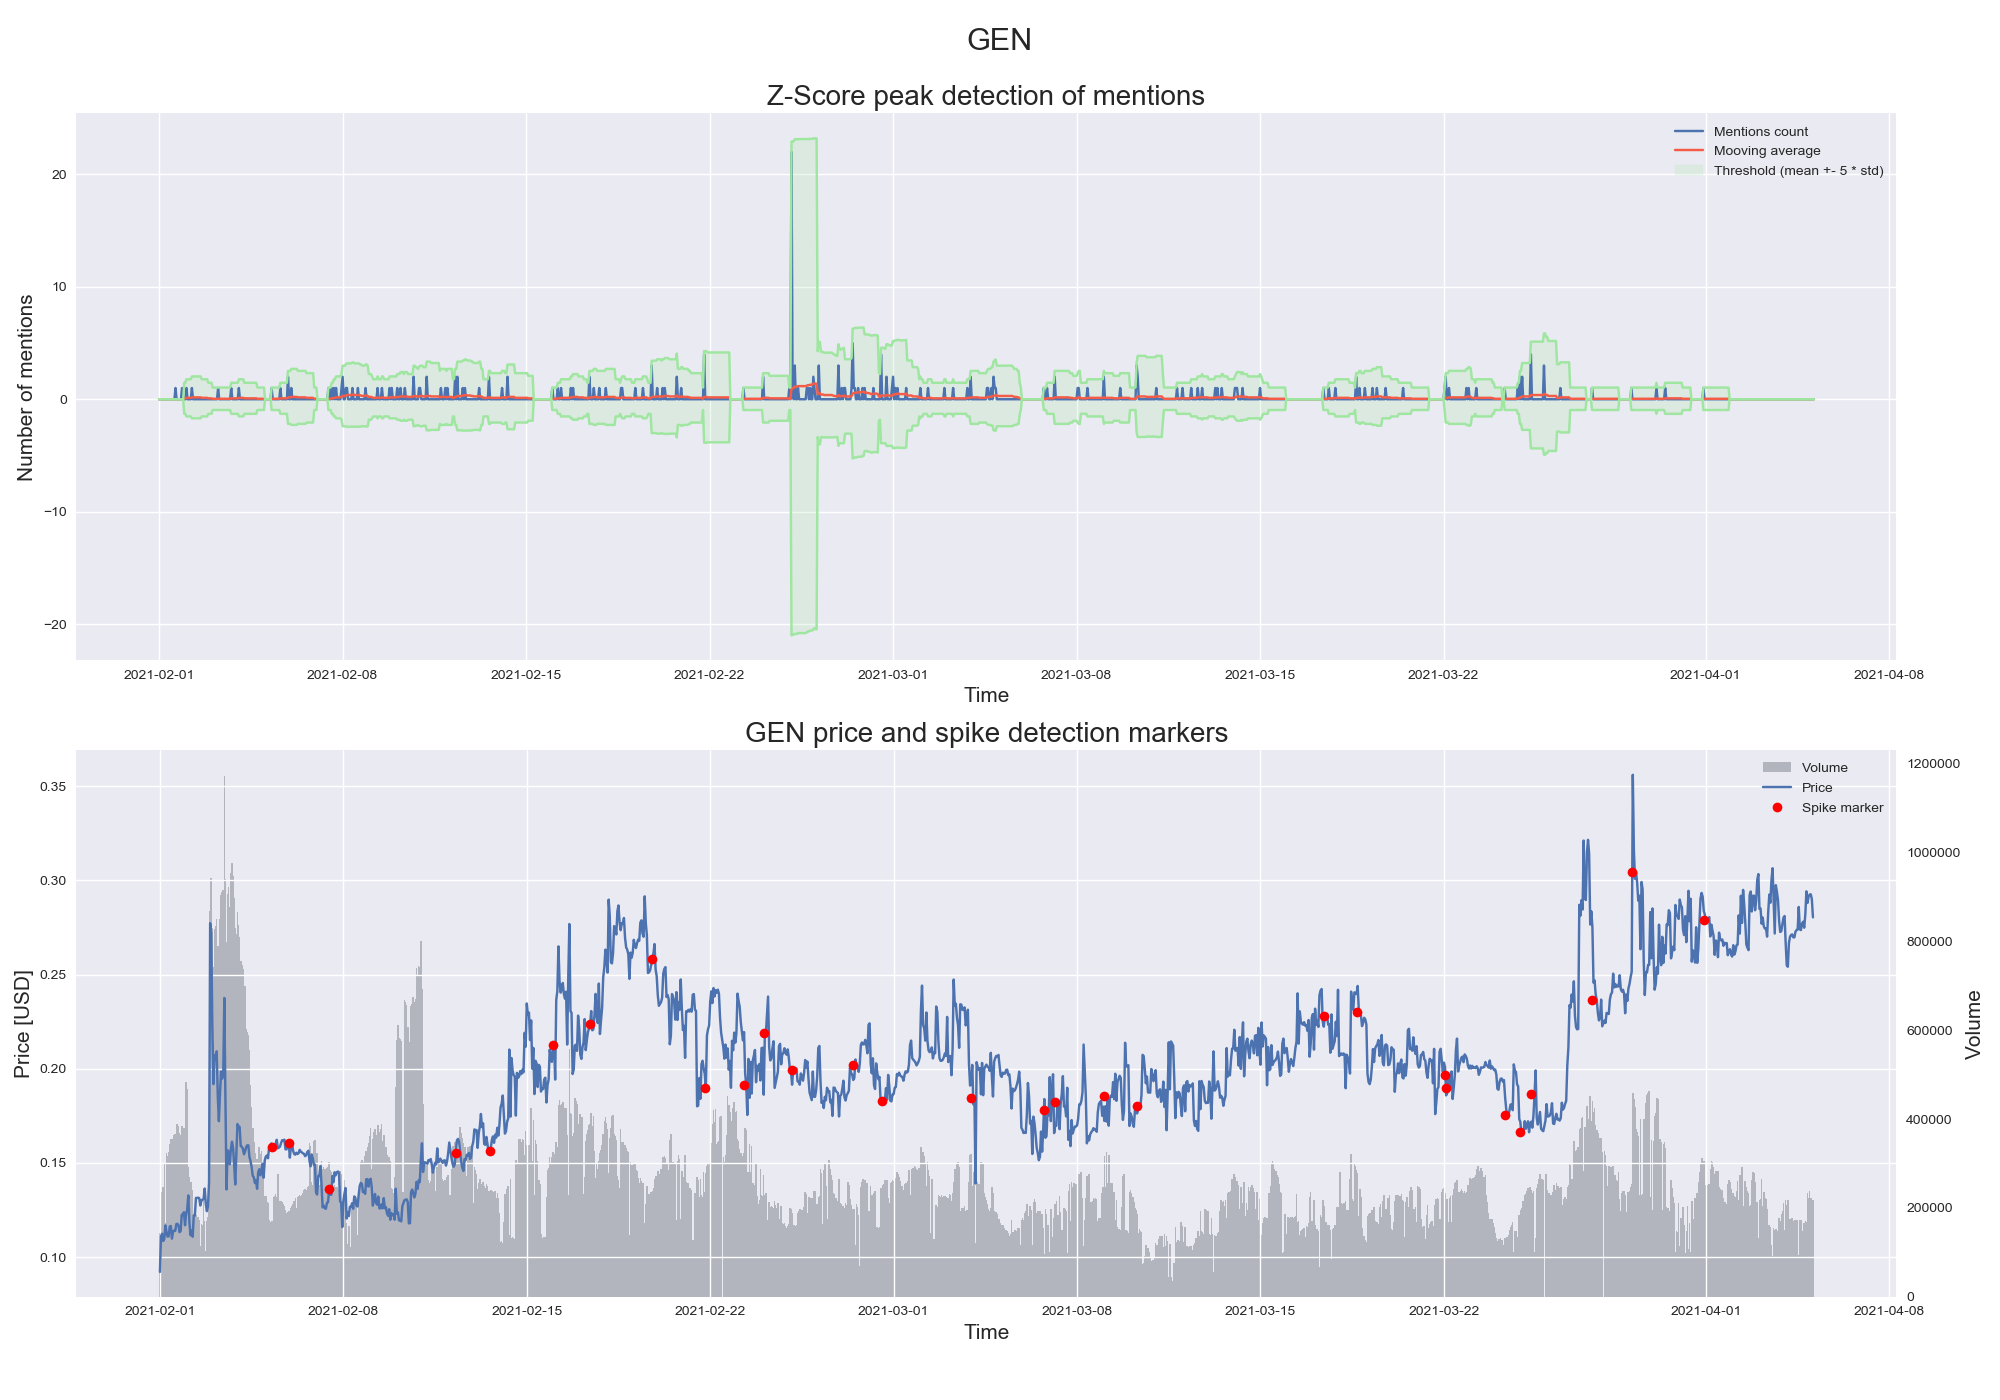 GEN
Z-Score peak detection of mentions
Mentions count
Mooving average
Threshold (mean +- 5 * std)
Number of mentions
20
10
0
−10
−20
2021-02-01 2021-02-08 2021-02-15 2021-02-22 2021-03-01 2021-03-08 2021-03-15 2021-03-22 2021-04-01 2021-04-08
Time
GEN price and spike detection markers
Volume
Price
Spike marker
Price [USD]
0.35
0.30
0.25
0.20
0.15
0.10
1200000
1000000
800000
600000
400000
200000
0
Volume
2021-02-01 2021-02-08 2021-02-15 2021-02-22 2021-03-01 2021-03-08 2021-03-15 2021-03-22 2021-04-01 2021-04-08
Time